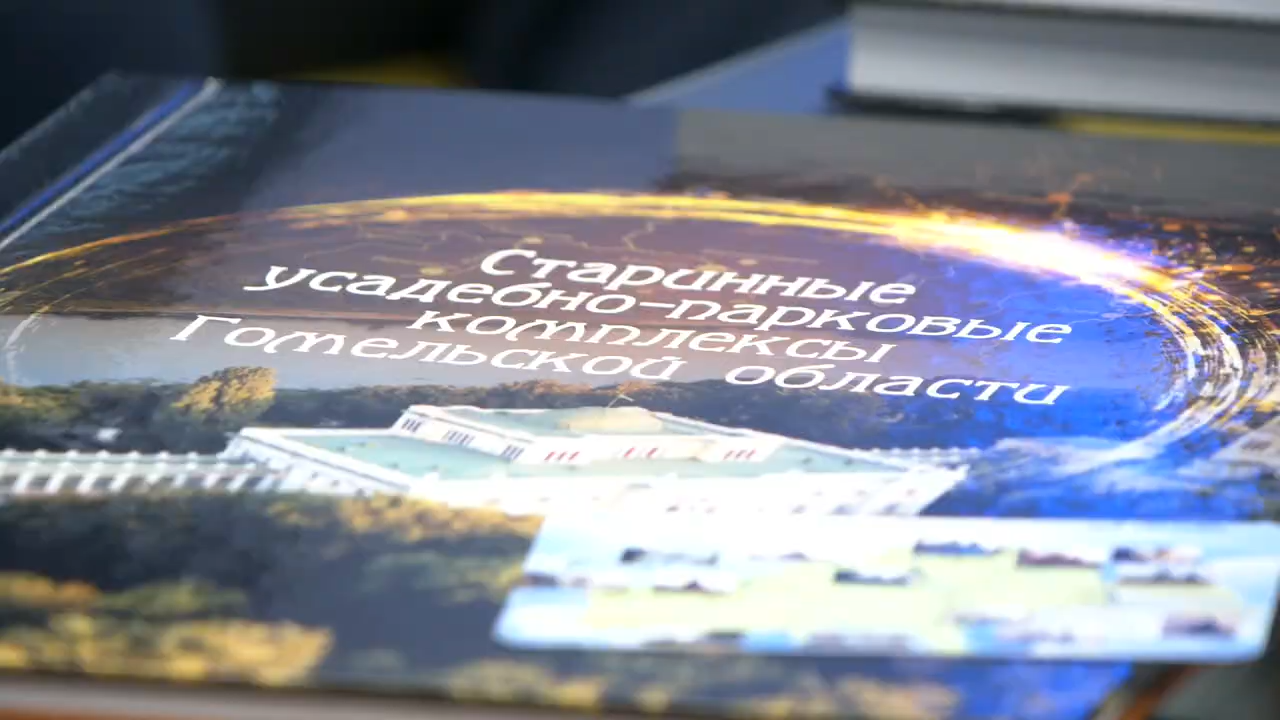 Старинные
усадебно-парковые
комплексы
Гомельской области